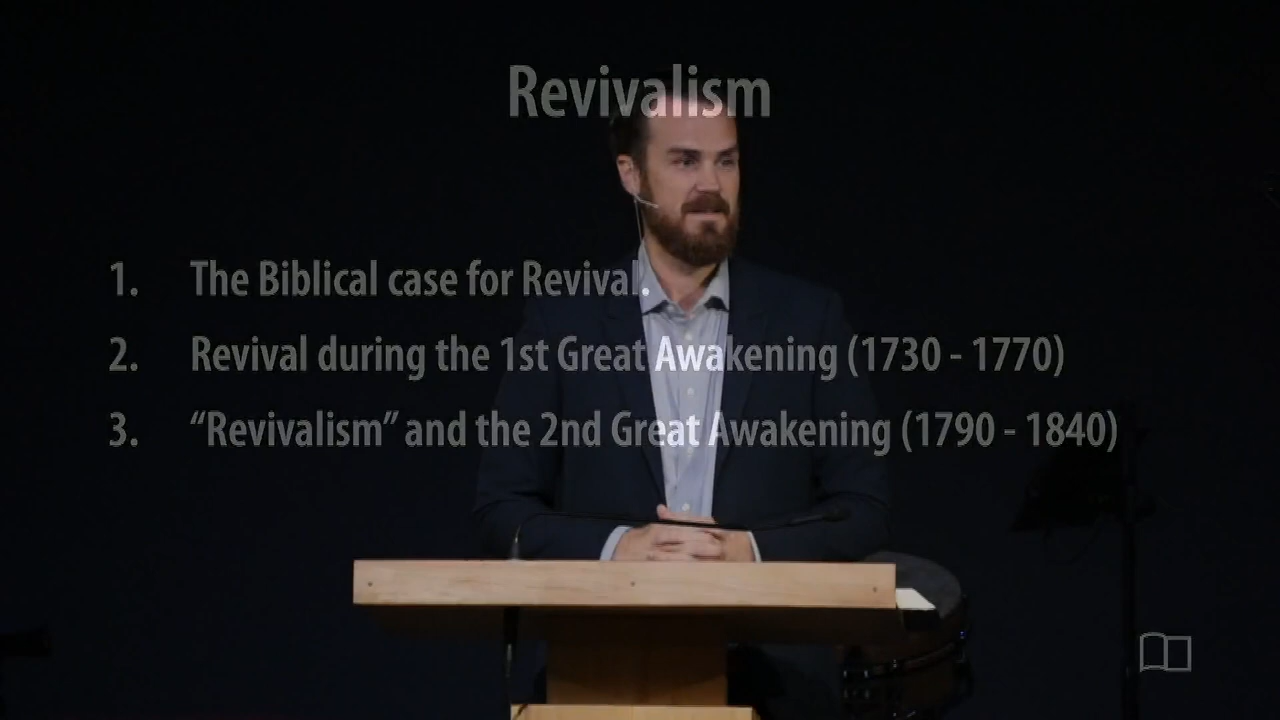 Revivalism
1. The Biblical case for Revival.
2. Revival during the 1st Great Awakening (1730 - 1770)
3. “Revivalism” and the 2nd Great Awakening (1790 - 1840)